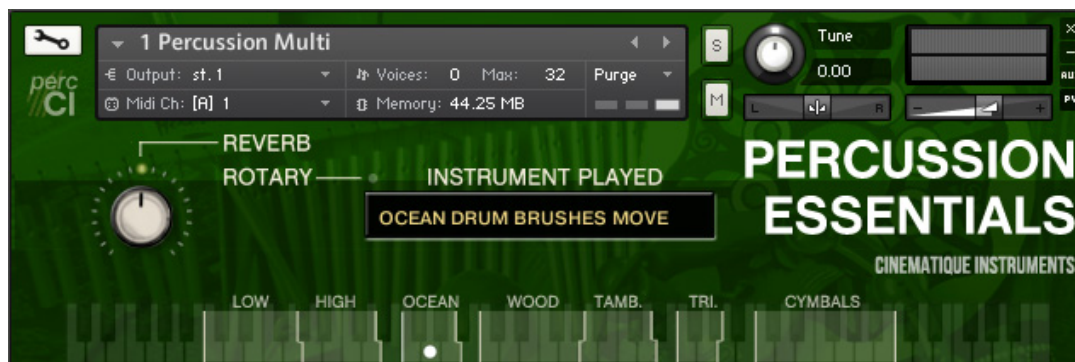 1 Percussion Multi
S
Tune
Output: st. 1
Voices: 0 Max: 32
Purge
0.00
Midi Ch: [A] 1
Memory: 44.25 MB
M
L
R
AUX
PV
perc
//CI
REVERB
ROTARY
INSTRUMENT PLAYED
OCEAN DRUM BRUSHES MOVE
PERCUSSION
ESSENTIALS
CINEMATIQUE INSTRUMENTS
LOW HIGH OCEAN WOOD TAMB. TRI. CYMBALS